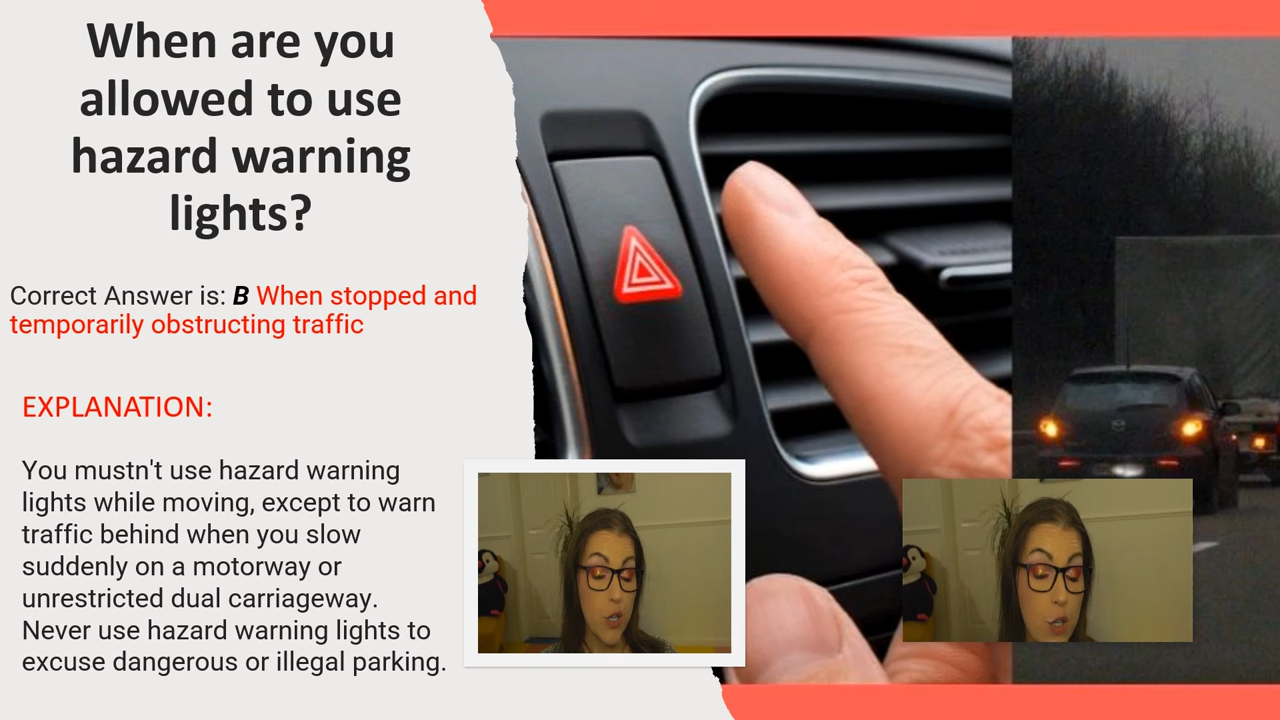 When are you
allowed to use
hazard warning
lights?
Correct Answer is: B When stopped and
temporarily obstructing traffic
EXPLANATION:
You mustn't use hazard warning
lights while moving, except to warn
traffic behind when you slow
suddenly on a motorway or
unrestricted dual carriageway.
Never use hazard warning lights to
excuse dangerous or illegal parking.